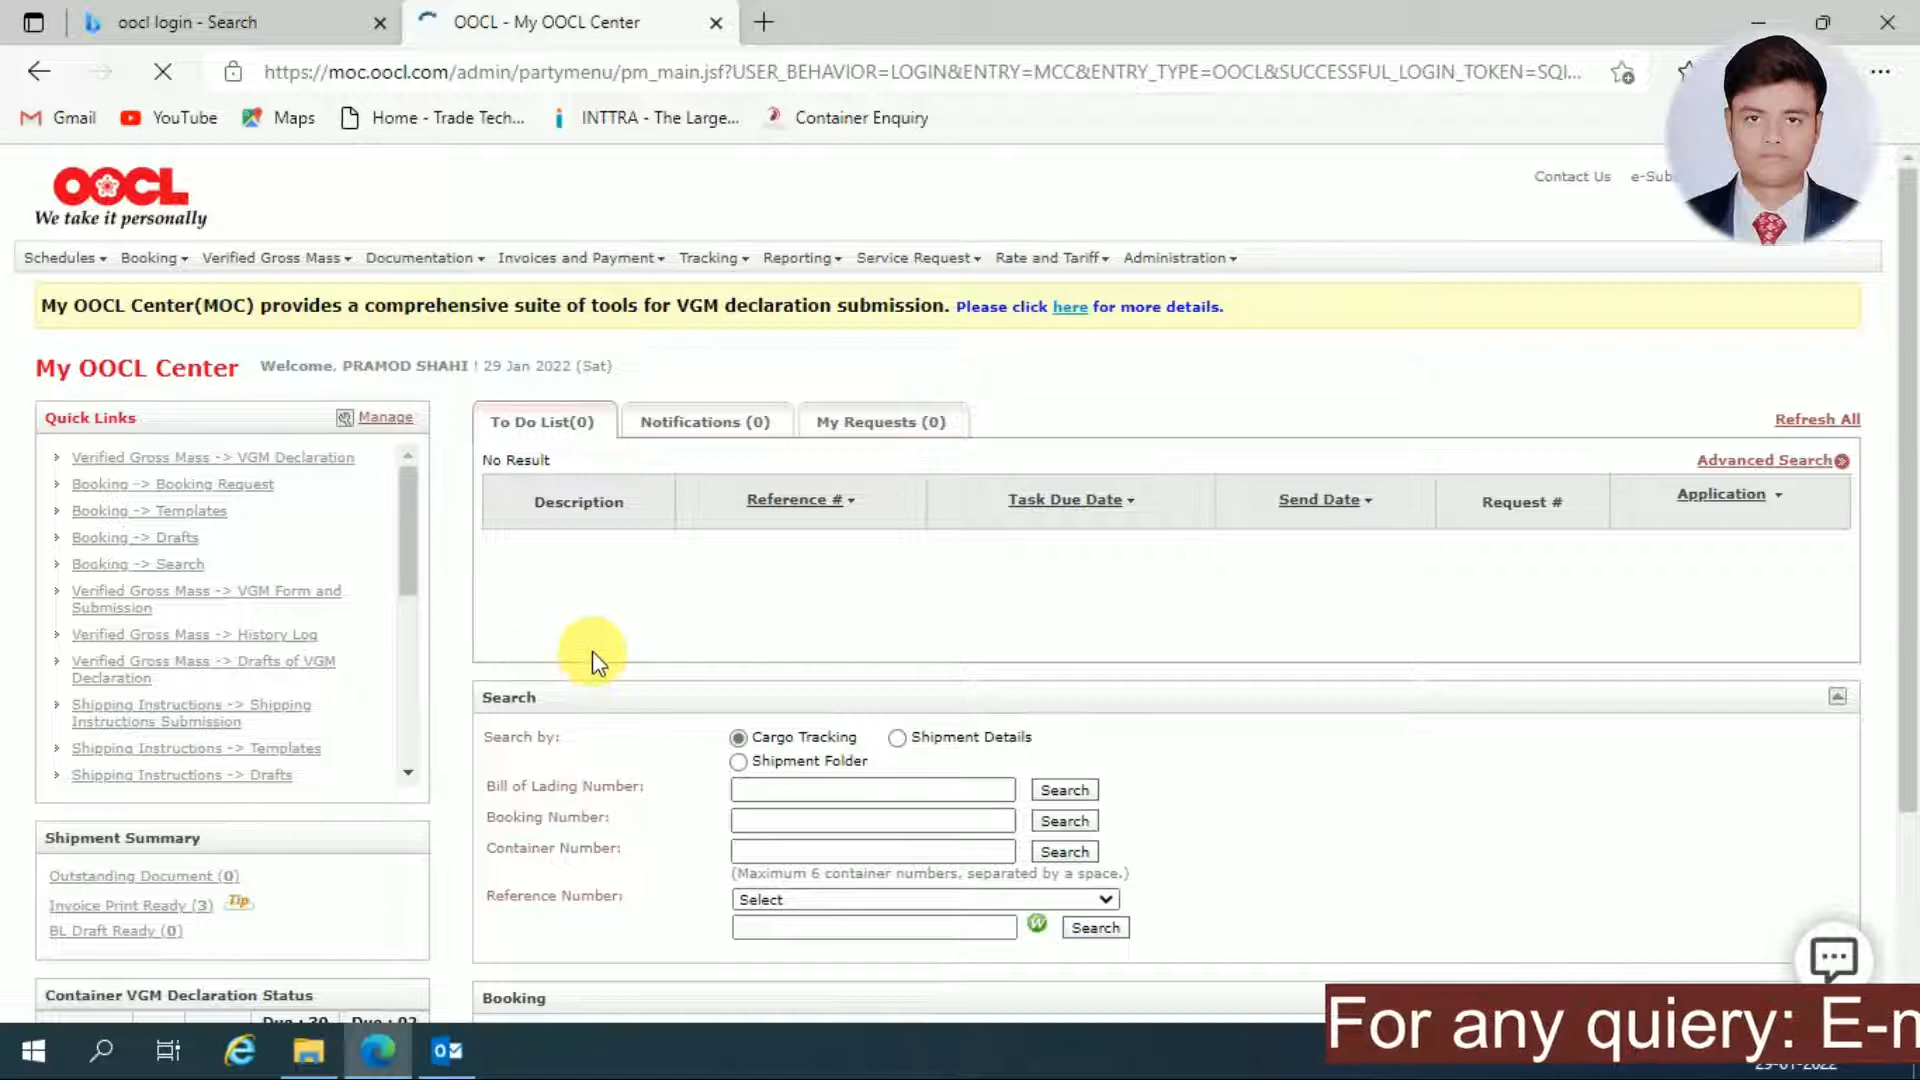 oocl login - Search
OOCL - My OOCL Center
https://moc.oocl.com/admin/partymenu/pm_main.jsf?USER_BEHAVIOR=LOGIN&ENTRY=MCC&ENTRY_TYPE=OOCL&SUCCESSFUL_LOGIN_TOKEN=SQI...
Gmail YouTube Maps Home - Trade Tech... INTTRA - The Large... Container Enquiry
OOCL
We take it personally
Contact Us e-Sub
Schedules Booking Verified Gross Mass Documentation Invoices and Payment Tracking Reporting Service Request Rate and Tariff Administration
My OOCL Center(MOC) provides a comprehensive suite of tools for VGM declaration submission. Please click here for more details.
My OOCL Center Welcome, PRAMOD SHAHI ! 29 Jan 2022 (Sat)
Quick Links Manage
Verified Gross Mass -> VGM Declaration
Booking -> Booking Request
Booking -> Templates
Booking -> Drafts
Booking -> Search
Verified Gross Mass -> VGM Form and
Submission
Verified Gross Mass -> History Log
Verified Gross Mass -> Drafts of VGM
Declaration
Shipping Instructions -> Shipping
Instructions Submission
Shipping Instructions -> Templates
Shipping Instructions -> Drafts
Shipment Summary
Outstanding Document (0)
Invoice Print Ready (3) Tip
BL Draft Ready (0)
Container VGM Declaration Status
Due : 30 Due : 02
To Do List(0) Notifications (0) My Requests (0)
Refresh All
No Result
Advanced Search
Description Reference # Task Due Date Send Date Request # Application
Search
Search by: Cargo Tracking Shipment Details
Shipment Folder
Bill of Lading Number: Search
Booking Number: Search
Container Number: Search
(Maximum 6 container numbers, separated by a space.)
Reference Number: Select
W Search
Booking
For any quiery: E-m
29-01-2022